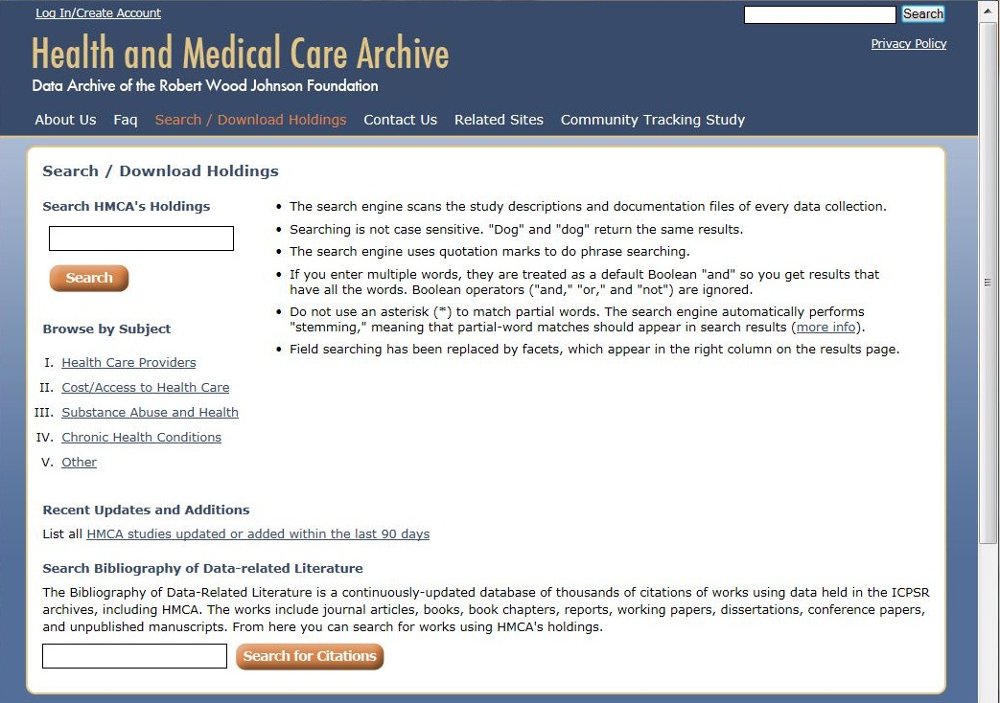 Log In/Create Account
Search
Health and Medical Care Archive
Privacy Policy
Data Archive of the Robert Wood Johnson Foundation
About Us Faq Search / Download Holdings Contact Us Related Sites Community Tracking Study
Search / Download Holdings
Search HMCA's Holdings
Search
• The search engine scans the study descriptions and documentation files of every data collection.
• Searching is not case sensitive. "Dog" and "dog" return the same results.
• The search engine uses quotation marks to do phrase searching.
• If you enter multiple words, they are treated as a default Boolean "and" so you get results that
have all the words. Boolean operators ("and," "or," and "not") are ignored.
• Do not use an asterisk (*) to match partial words. The search engine automatically performs
"stemming," meaning that partial-word matches should appear in search results (more info).
• Field searching has been replaced by facets, which appear in the right column on the results page.
Browse by Subject
I. Health Care Providers
II. Cost/Access to Health Care
III. Substance Abuse and Health
IV. Chronic Health Conditions
V. Other
Recent Updates and Additions
List all HMCA studies updated or added within the last 90 days
Search Bibliography of Data-related Literature
The Bibliography of Data-Related Literature is a continuously-updated database of thousands of citations of works using data held in the ICPSR
archives, including HMCA. The works include journal articles, books, book chapters, reports, working papers, dissertations, conference papers,
and unpublished manuscripts. From here you can search for works using HMCA's holdings.
Search for Citations